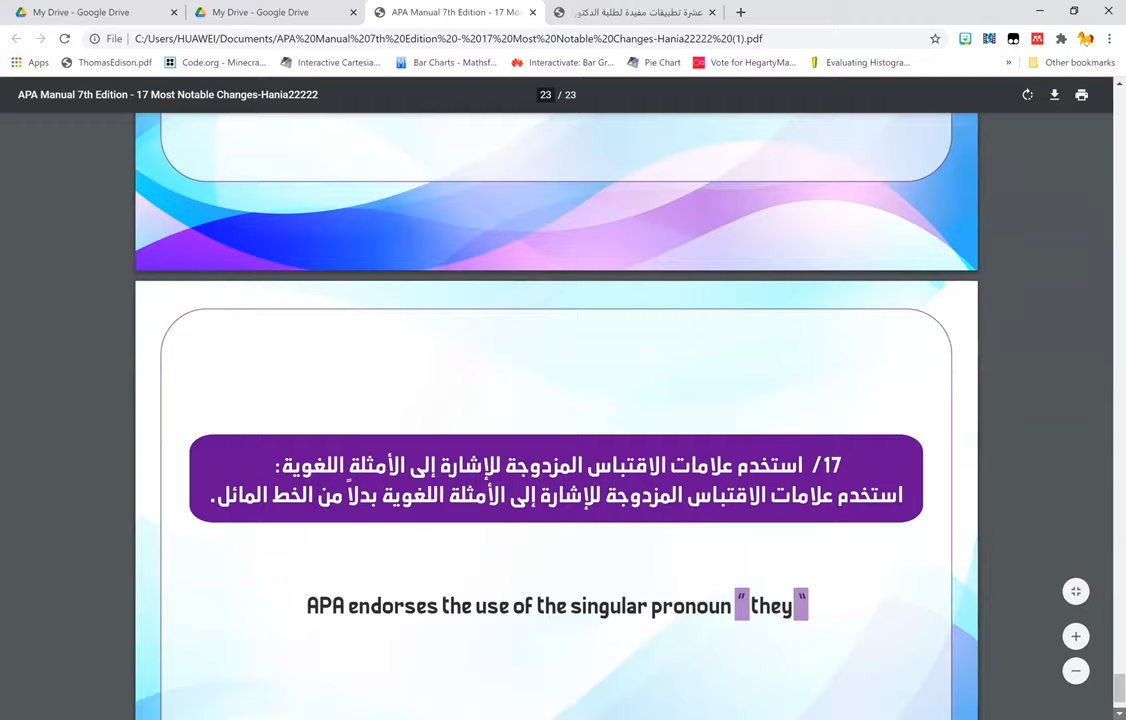 My Drive - Google Drive
My Drive - Google Drive
APA Manual 7th Edition - 17 Mos
عشرة تطبيقات مفيدة لطلبة الدكتور
File
C:/Users/HUAWEI/Documents/APA%20Manual%207th%20Edition%20-%2017%20Most%20Notable%20Changes-Hania22222%20(1).pdf
Apps
ThomasEdison.pdf
Code.org - Minecra...
Interactive Cartesia...
Bar Charts - Mathsf...
Interactivate: Bar Gr...
Pie Chart
Vote for HegartyMa...
Evaluating Histogra...
»
Other bookmarks
APA Manual 7th Edition - 17 Most Notable Changes-Hania22222
23 / 23
17/ استخدم علامات الاقتباس المزدوجة للإشارة إلى الأمثلة اللغوية:
استخدم علامات الاقتباس المزدوجة للإشارة إلى الأمثلة اللغوية بدلاً من الخط المائل.
APA endorses the use of the singular pronoun “they“